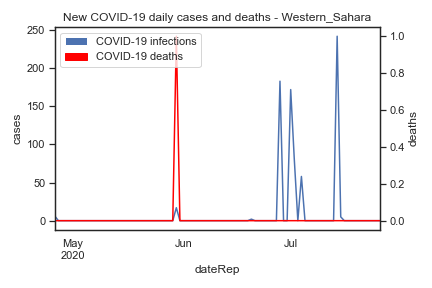 New COVID-19 daily cases and deaths - Western_Sahara
COVID-19 infections
COVID-19 deaths
250
200
150
100
50
0
cases
1.0
0.8
0.6
0.4
0.2
0.0
deaths
May
2020
Jun
Jul
dateRep